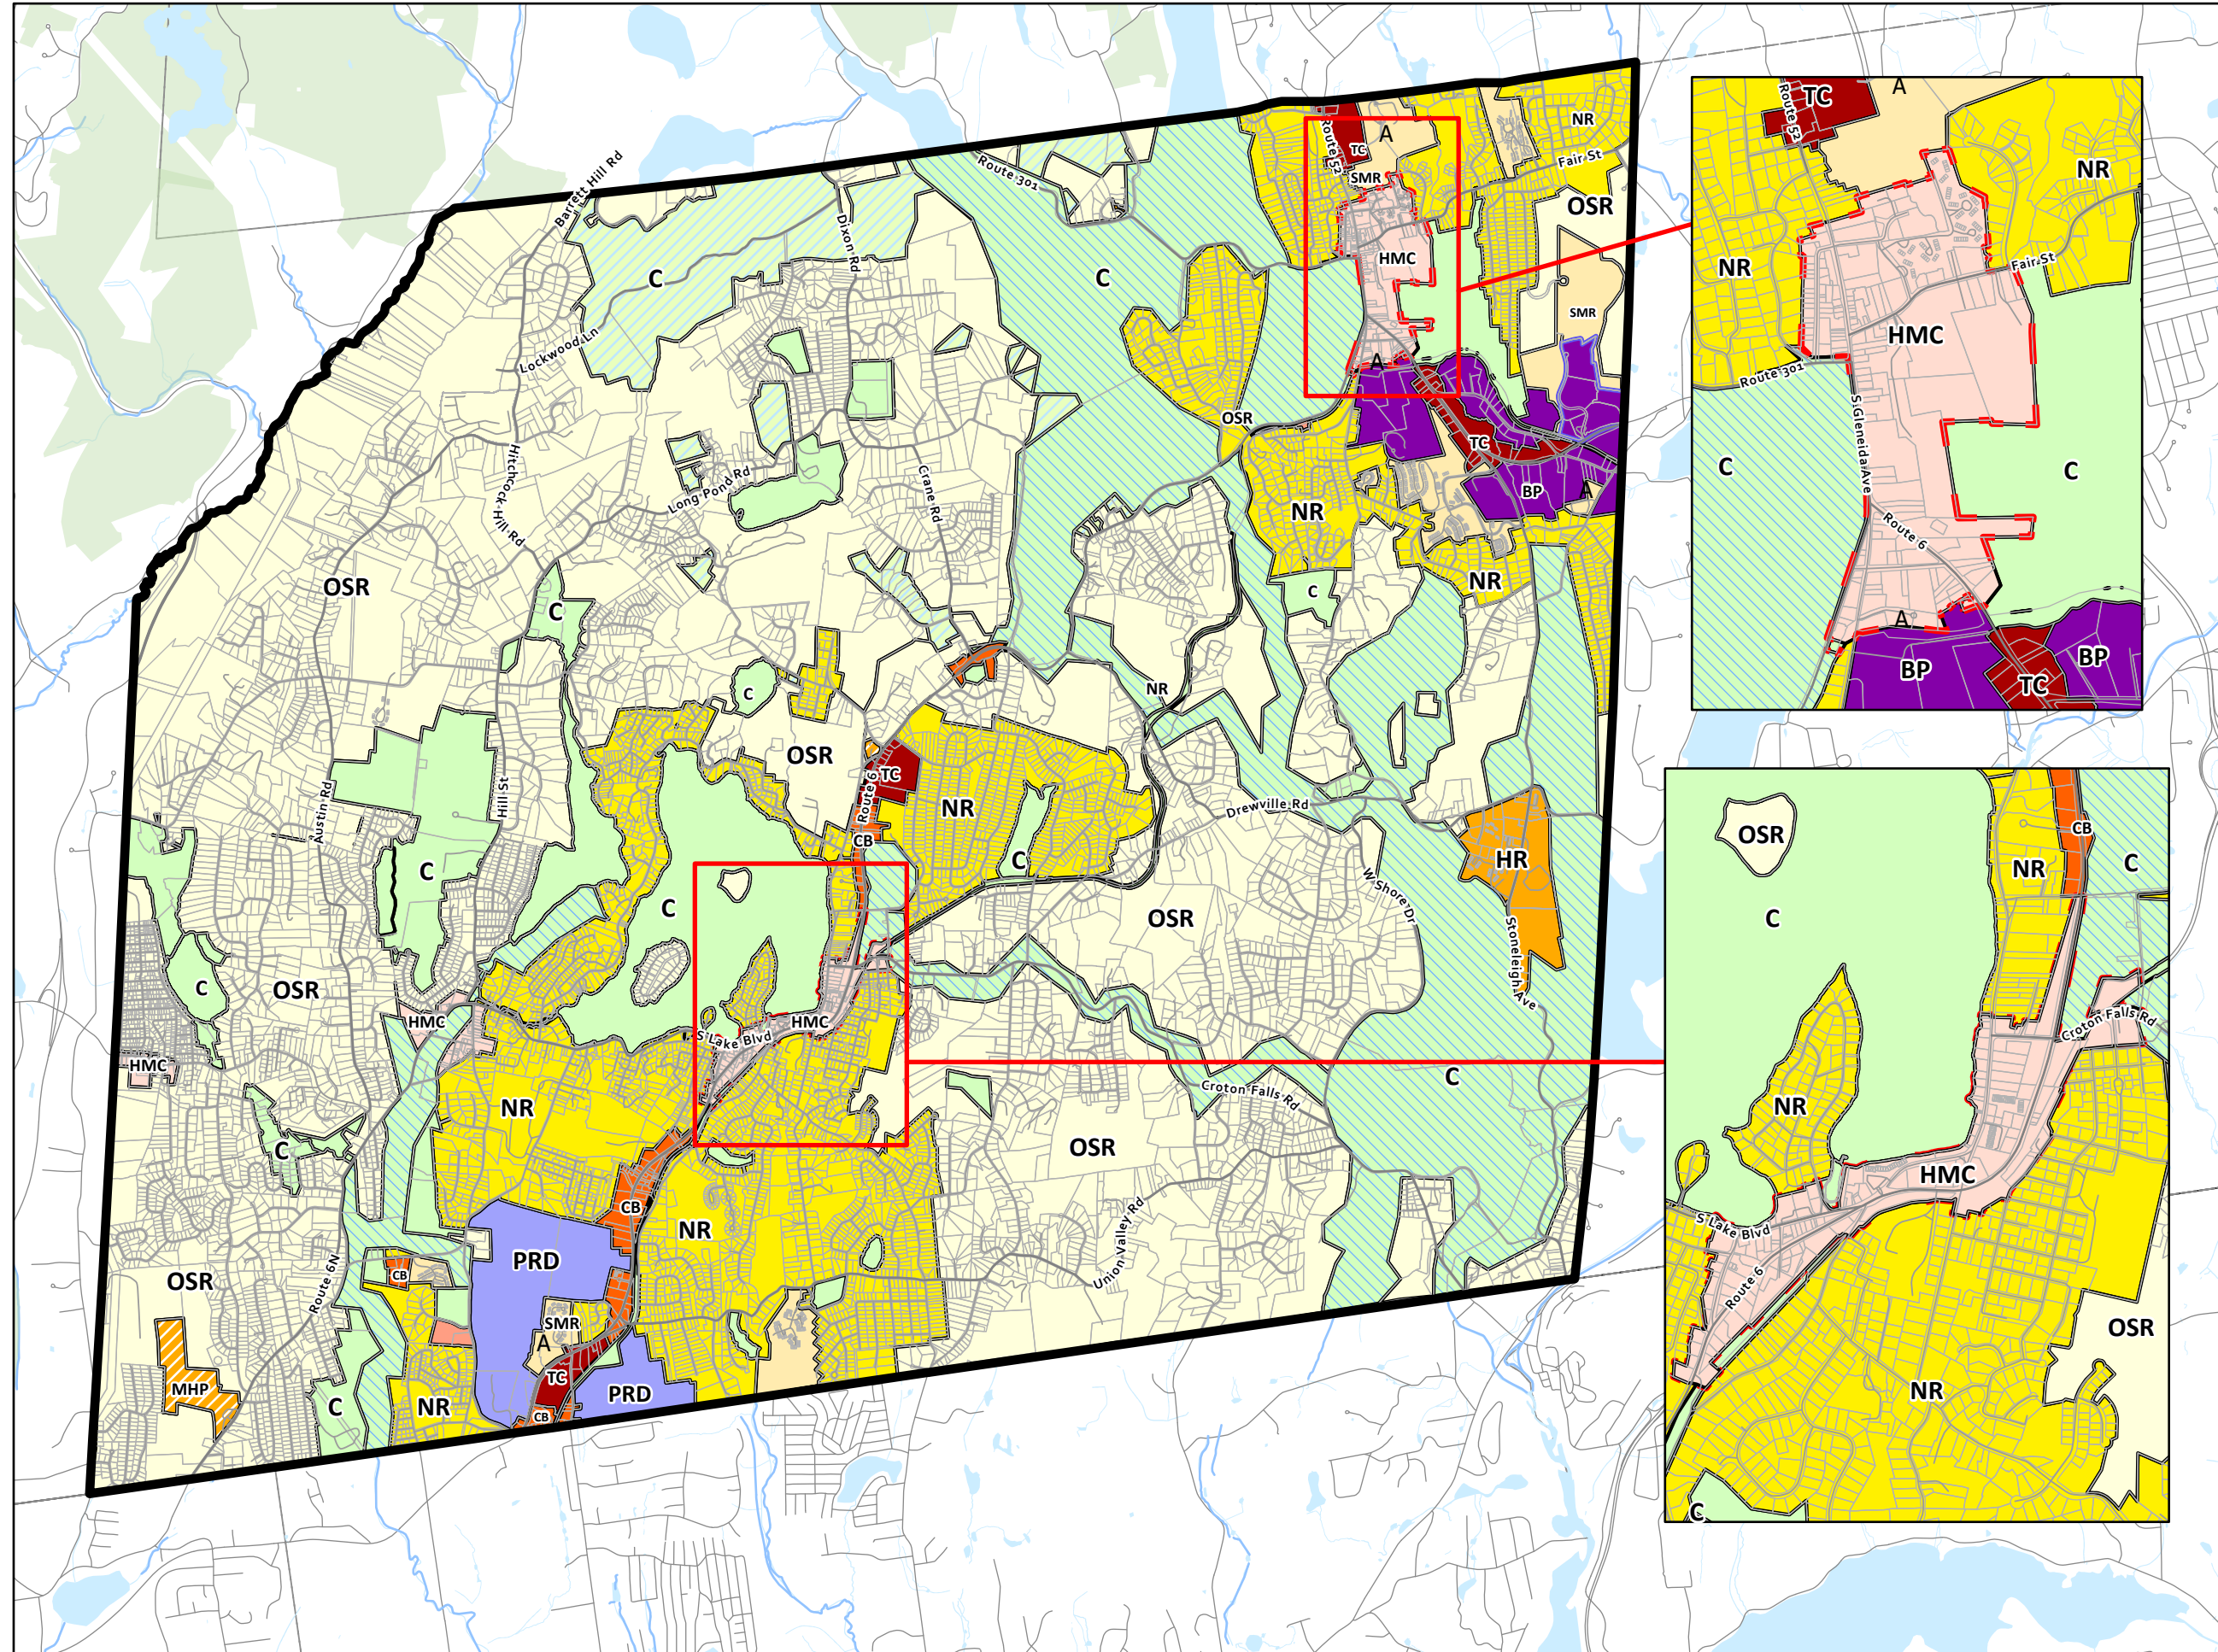 Barrett Hill Rd
Route 301
Dixon Rd
C
Lockwood Ln
C
Route 52
TC
A
SMR
HMC
NR
Fair St
OSR
SMR
A
OSR
TC
BP
A
NR
NR
C
Hitchcock Hill Rd
Long Pond Rd
Crane Rd
OSR
C
C
NR
OSR
Route 6
TC
NR
CB
C
Drewville Rd
HR
W Shore Dr
Stoneleigh Ave
Austin Rd
Hill St
C
C
OSR
C
OSR
HMC
HMC
S Lake Blvd
HMC
NR
C
Croton Falls Rd
C
OSR
CB
NR
Union Valley Rd
PRD
CB
OSR
Route 6N
SMR
A
TC
PRD
MHP
C
NR
CB
Route 52
TC
A
NR
NR
Fair St
HMC
Route 301
S Gleneida Ave
C
C
Route 6
A
BP
TC
BP
OSR
CB
NR
C
C
Croton Falls Rd
NR
HMC
S Lake Blvd
Route 6
OSR
NR
C